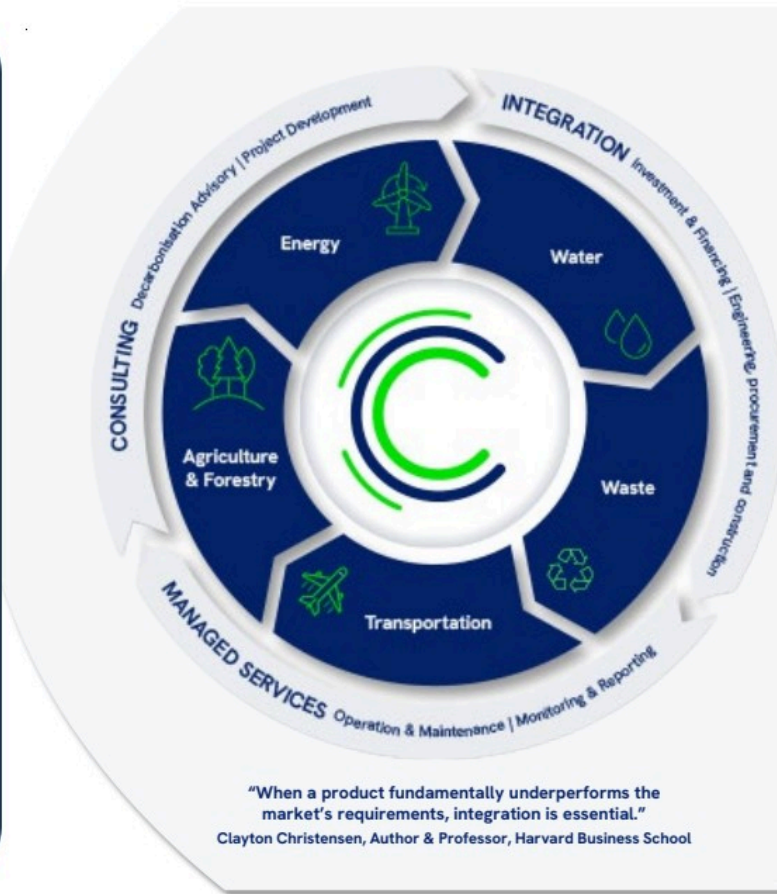 CONSULTING Decarbonisation Advisory | Project Development
INTEGRATION Investment & Financing | Engineering, procurement and construction
MANAGED SERVICES Operation & Maintenance | Monitoring & Reporting
Energy
Water
Agriculture
& Forestry
Waste
Transportation
“When a product fundamentally underperforms the
market’s requirements, integration is essential.”
Clayton Christensen, Author & Professor, Harvard Business School